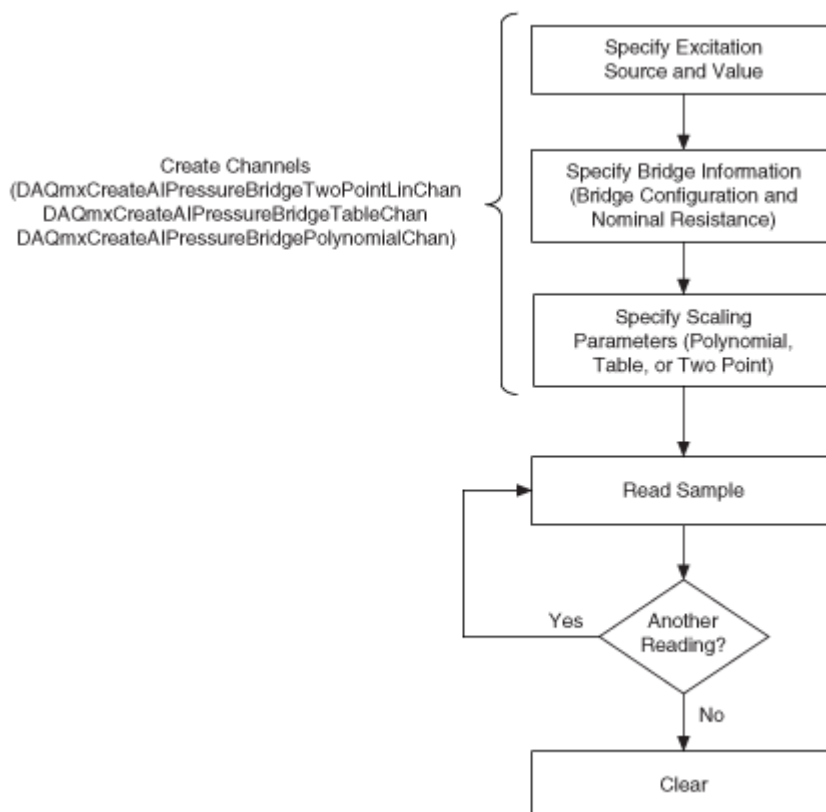 Specify Excitation
Source and Value
Create Channels
(DAQmxCreateAIPressureBridgeTwoPointLinChan
DAQmxCreateAIPressureBridgeTableChan
DAQmxCreateAIPressureBridgePolynomialChan)
Specify Bridge Information
(Bridge Configuration and
Nominal Resistance)
Specify Scaling
Parameters (Polynomial,
Table, or Two Point)
Read Sample
Yes
Another
Reading?
No
Clear